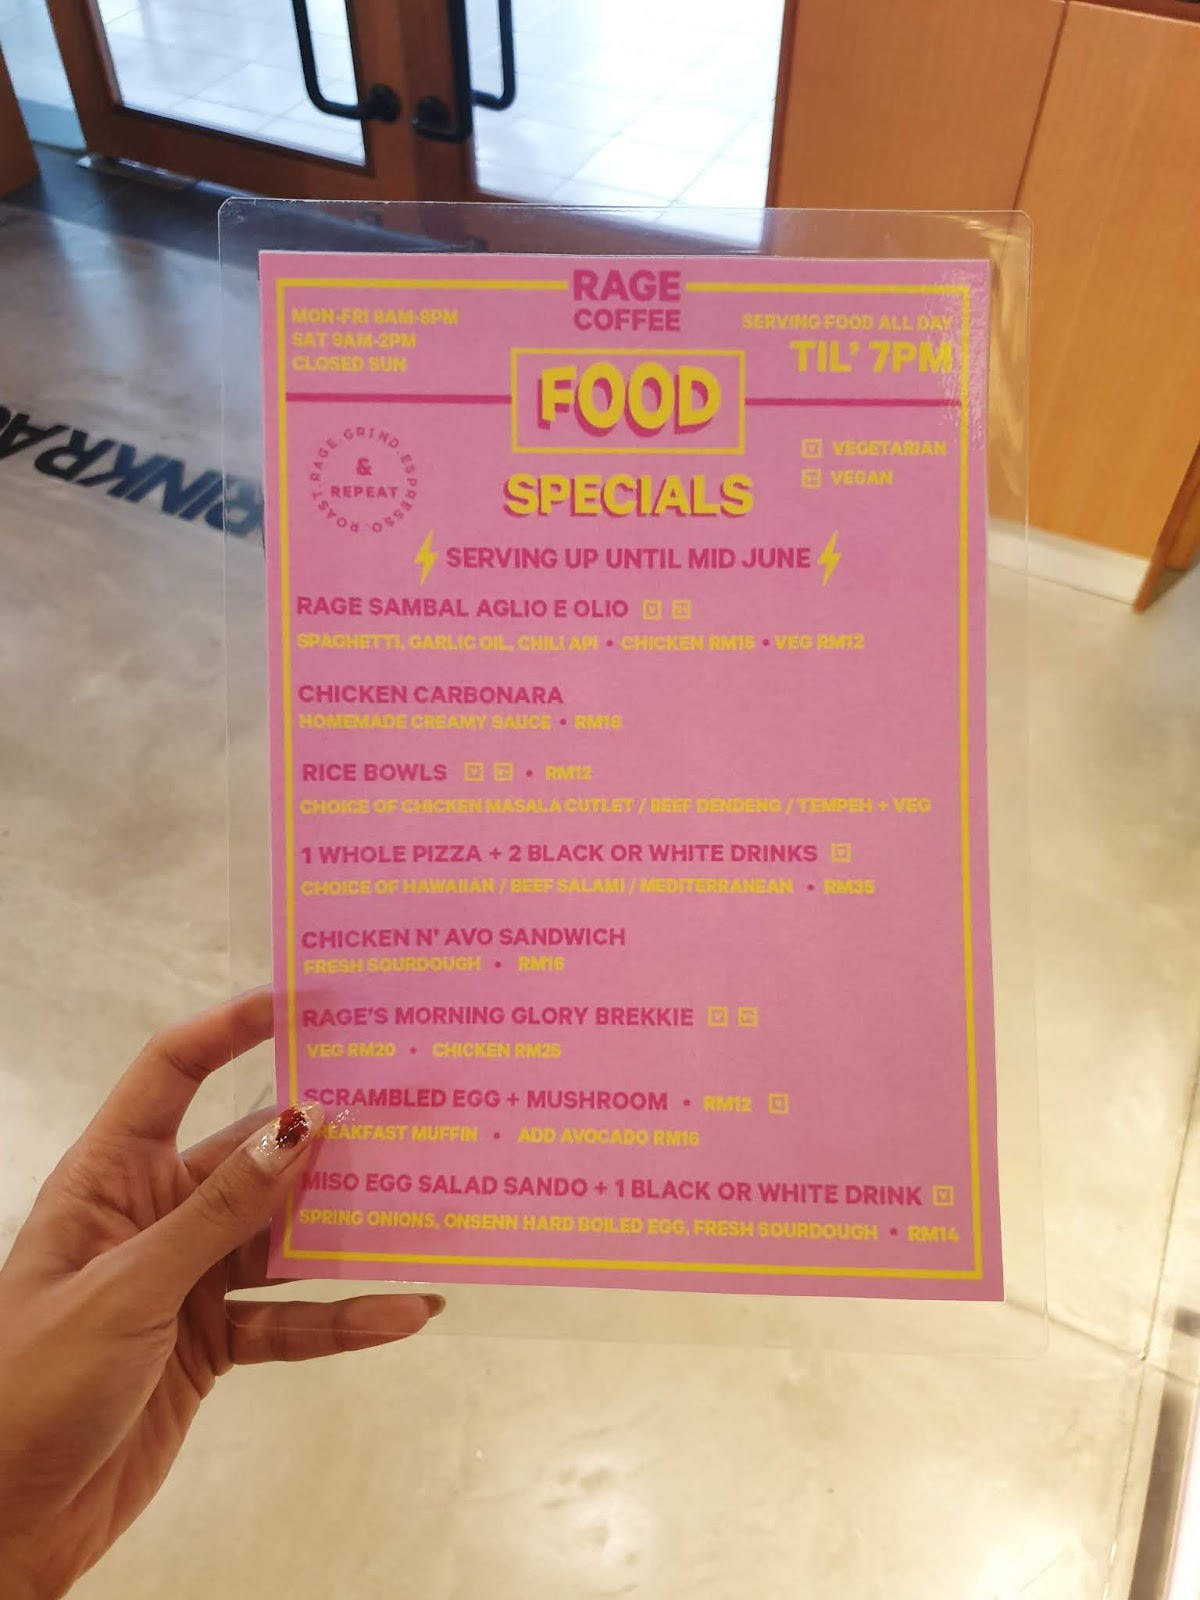 RAGE
COFFEE
MON-FRI 8AM-8PM
SAT 9AM-2PM
CLOSED SUN
SERVING FOOD ALL DAY
TIL' 7PM
FOOD
SPECIALS
VEGETARIAN
VEGAN
RAGE.GRIND.ESPRESSO.ROAST.
&
REPEAT
SERVING UP UNTIL MID JUNE
RAGE SAMBAL AGLIO E OLIO
SPAGHETTI, GARLIC OIL, CHILI API • CHICKEN RM15 • VEG RM12
CHICKEN CARBONARA
HOMEMADE CREAMY SAUCE •
RICE BOWLS • RM12
CHOICE OF CHICKEN MASALA CUTLET / BEEF DENDENG / TEMPEH + VEG
1 WHOLE PIZZA + 2 BLACK OR WHITE DRINKS
CHOICE OF HAWAIIAN / BEEF SALAMI / MEDITERRANEAN • RM35
CHICKEN N' AVO SANDWICH
FRESH SOURDOUGH • RM16
RAGE'S MORNING GLORY BREKKIE
VEG RM20 • CHICKEN RM25
SCRAMBLED EGG + MUSHROOM • RM12
BREAKFAST MUFFIN • ADD AVOCADO RM16
MISO EGG SALAD SANDO + 1 BLACK OR WHITE DRINK
SPRING ONIONS, ONSENN HARD BOILED EGG, FRESH SOURDOUGH • RM14